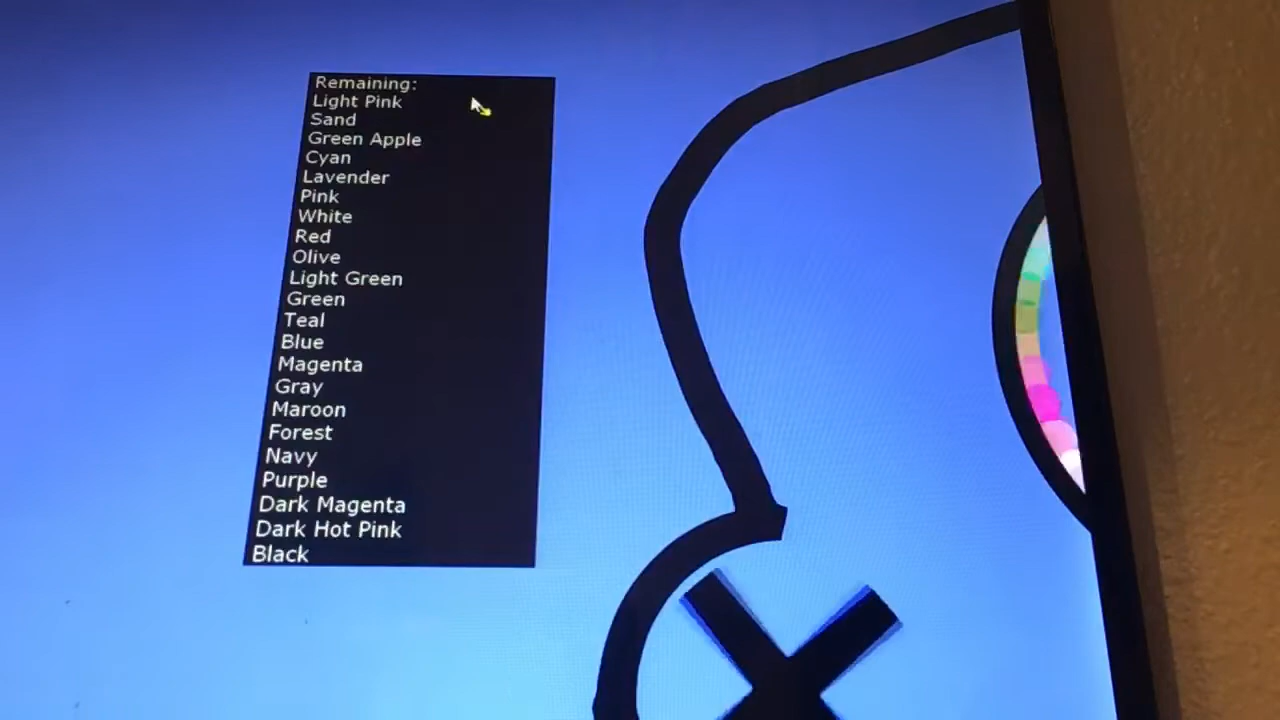 Remaining:
Light Pink
Sand
Green Apple
Cyan
Lavender
Pink
White
Red
Olive
Light Green
Green
Teal
Blue
Magenta
Gray
Maroon
Forest
Navy
Purple
Dark Magenta
Dark Hot Pink
Black